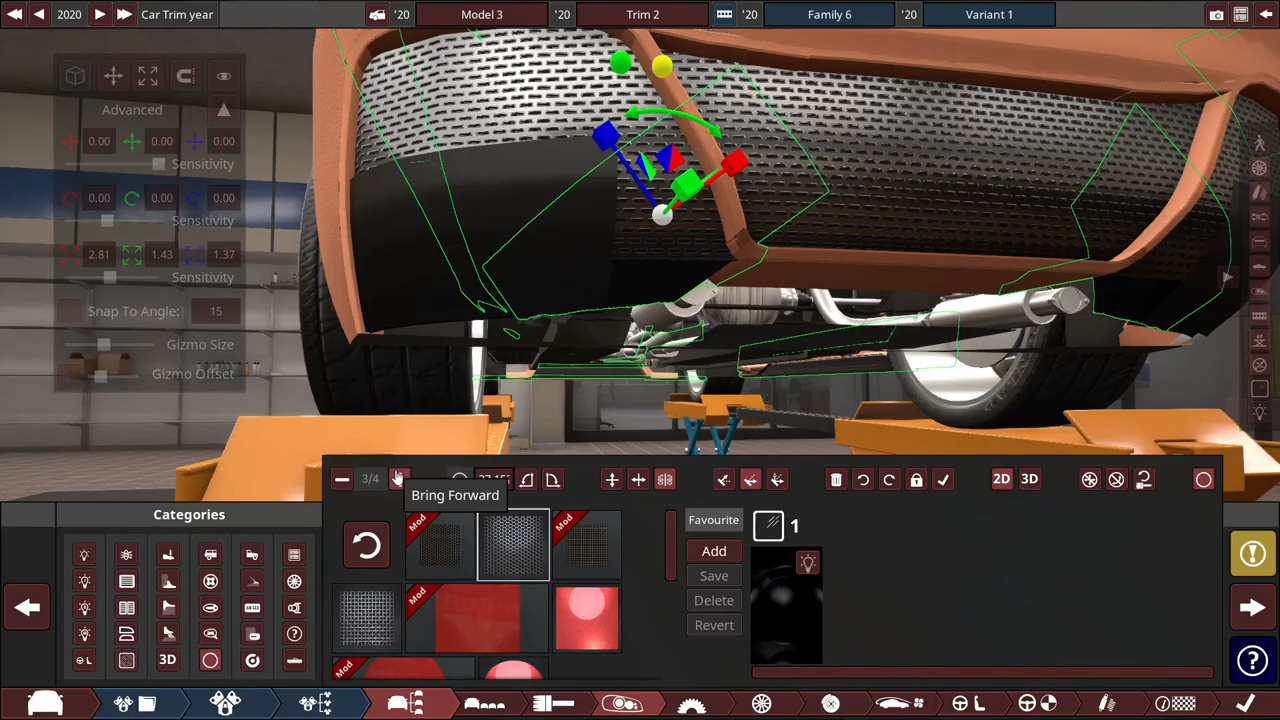 2020
Car Trim year
'20
Model 3
'20
Trim 2
'20
Family 6
'20
Variant 1
Advanced
0.00
0.00
0.00
Sensitivity
0.00
0.00
0.00
Sensitivity
2.81
1.43
1.37
Sensitivity
Snap To Angle:
15
Gizmo Size
Gizmo Offset
3/4
2D
3D
Bring Forward
Categories
Mod
Mod
Mod
Mod
3D
L
Favourite
Add
Save
Delete
Revert
1